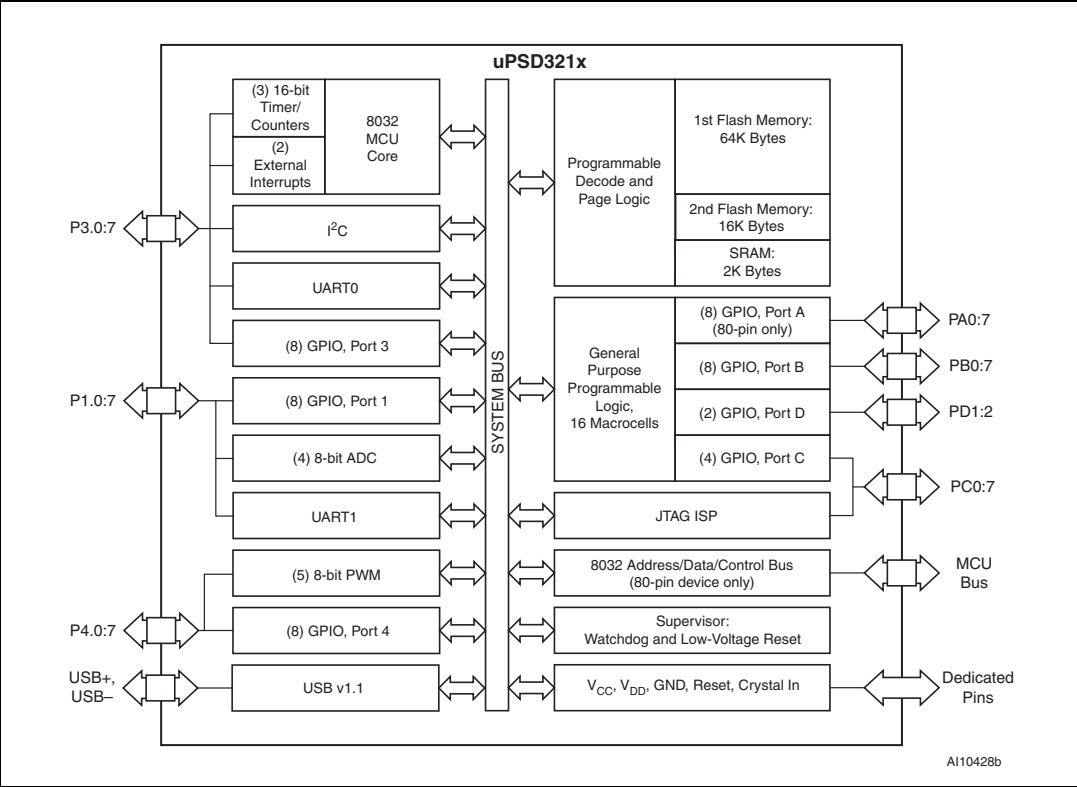 uPSD321x
(3) 16-bit
Timer/
Counters
(2)
External
Interrupts
8032
MCU
Core
P3.0:7
I2C
UART0
(8) GPIO, Port 3
P1.0:7
(8) GPIO, Port 1
(4) 8-bit ADC
UART1
(5) 8-bit PWM
P4.0:7
(8) GPIO, Port 4
USB+,
USB–
USB v1.1
SYSTEM BUS
Programmable
Decode and
Page Logic
1st Flash Memory:
64K Bytes
2nd Flash Memory:
16K Bytes
SRAM:
2K Bytes
General
Purpose
Programmable
Logic,
16 Macrocells
(8) GPIO, Port A
(80-pin only)
PA0:7
(8) GPIO, Port B
PB0:7
(2) GPIO, Port D
PD1:2
(4) GPIO, Port C
PC0:7
JTAG ISP
8032 Address/Data/Control Bus
(80-pin device only)
MCU
Bus
Supervisor:
Watchdog and Low-Voltage Reset
VCC, VDD, GND, Reset, Crystal In
Dedicated
Pins
AI10428b